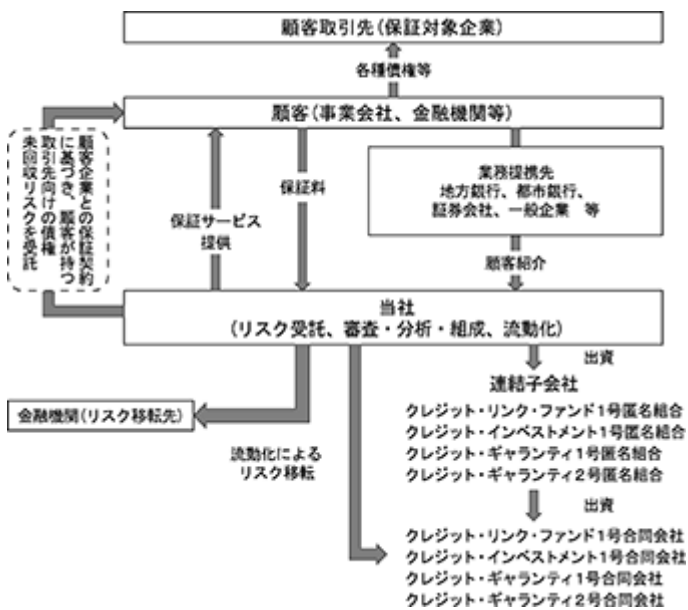 顧客取引先(保証対象企業)
各種債権等
顧客(事業会社、金融機関等)
顧客企業との保証契約
に基づき、顧客が持つ
取引先向けの債権
未回収リスクを受託
保証サービス
提供
保証料
業務提携先
地方銀行、都市銀行、
証券会社、一般企業 等
顧客紹介
当社
(リスク受託、審査・分析・組成、流動化)
出資
連結子会社
クレジット・リンク・ファンド1号匿名組合
クレジット・インベストメント1号匿名組合
クレジット・ギャランティ1号匿名組合
クレジット・ギャランティ2号匿名組合
金融機関(リスク移転先)
流動化による
リスク移転
出資
クレジット・リンク・ファンド1号合同会社
クレジット・インベストメント1号合同会社
クレジット・ギャランティ1号合同会社
クレジット・ギャランティ2号合同会社